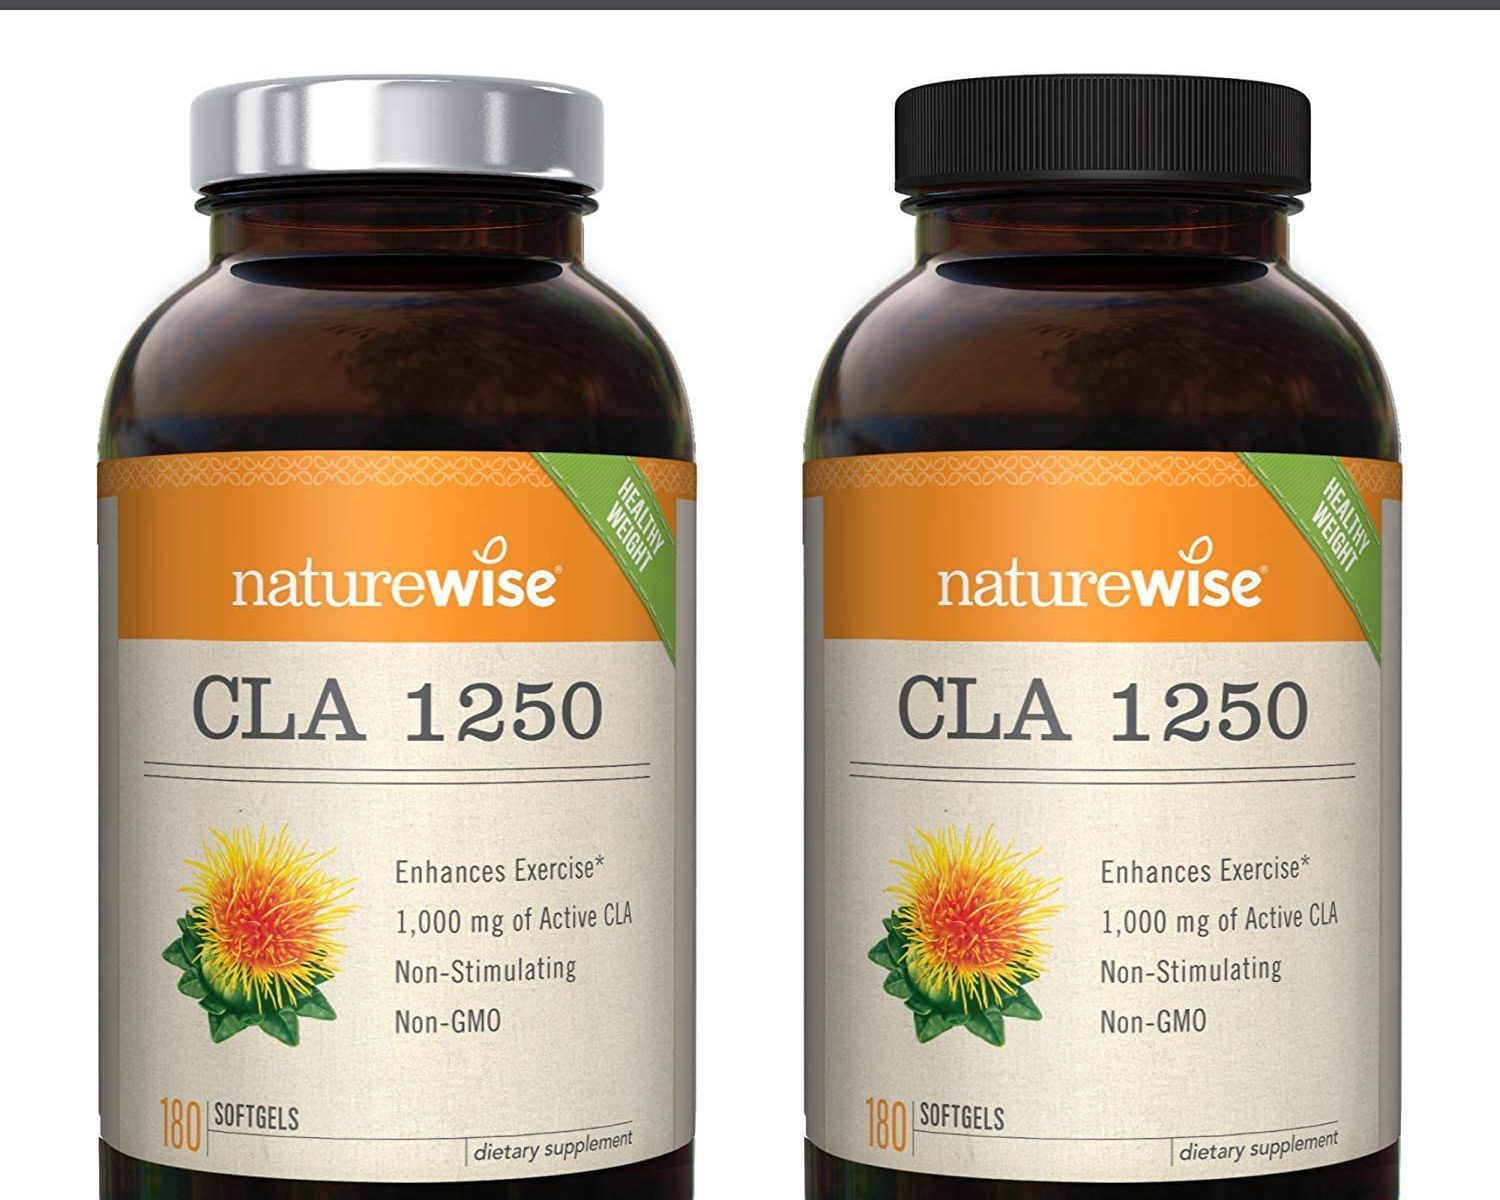 HEALTHY
WEIGHT
naturewise®
CLA 1250
Enhances Exercise*
1,000 mg of Active CLA
Non-Stimulating
Non-GMO
180 SOFTGELS
dietary supplement
HEALTHY
WEIGHT
naturewise®
CLA 1250
Enhances Exercise*
1,000 mg of Active CLA
Non-Stimulating
Non-GMO
180 SOFTGELS
dietary supplement